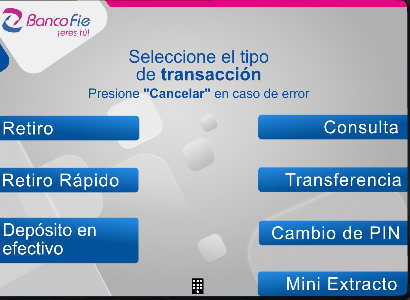 BancoFie
¡eres tú!
Seleccione el tipo
de transacción
Presione "Cancelar" en caso de error
Retiro
Consulta
Retiro Rápido
Transferencia
Depósito en
efectivo
Cambio de PIN
Mini Extracto